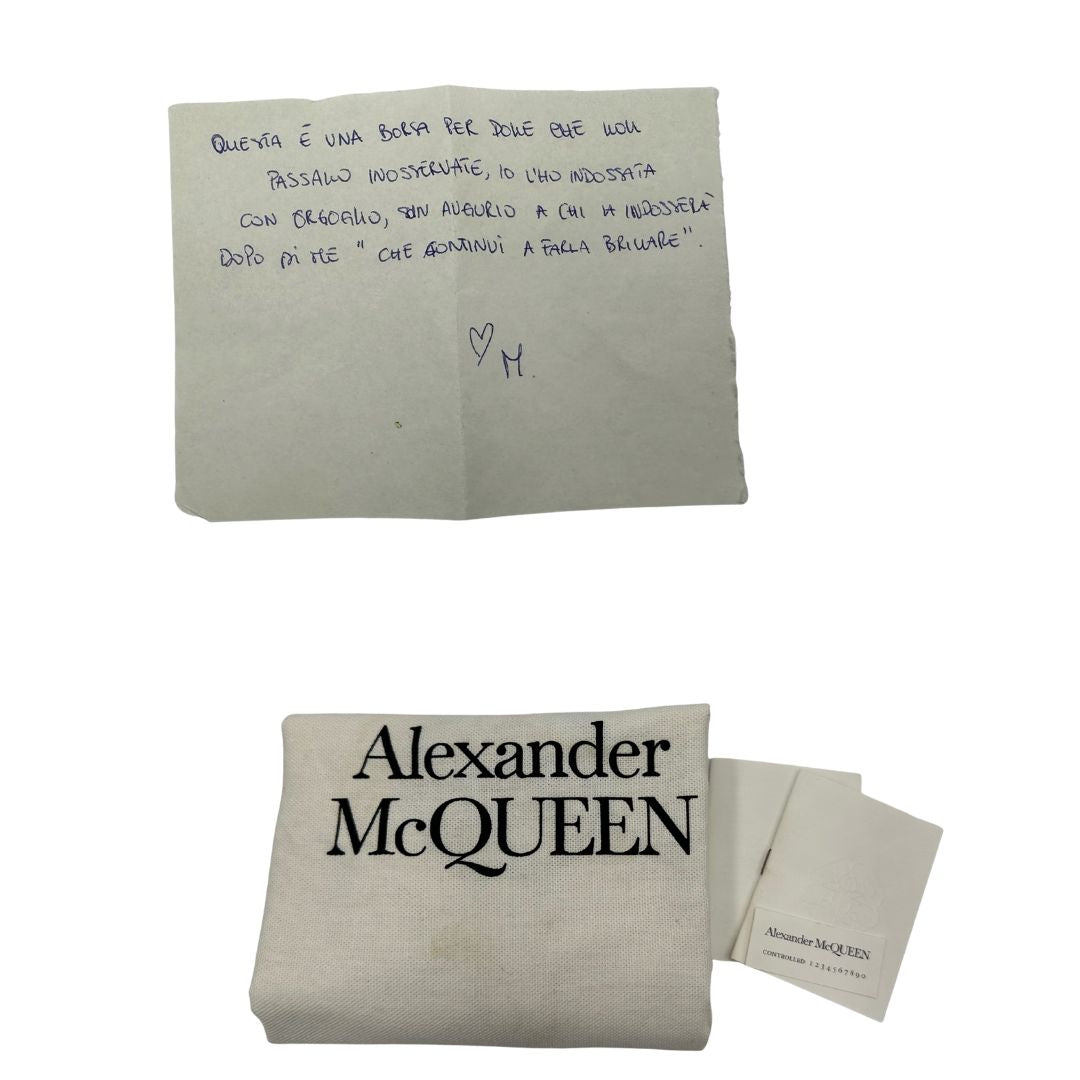 QUESTA È UNA BORSA PER DONE CHE NON
PASSANO INOSSERVATE, IO L'HO INDOSSATA
CON ORGOGLIO, UN AUGURIO A CHI LA INDOSSERÀ
DOPO DI ME " CHE CONTINUI A FARLA BRILLARE".
♡ M.
Alexander
McQUEEN
Alexander McQUEEN
CONTROLLED 1234567890